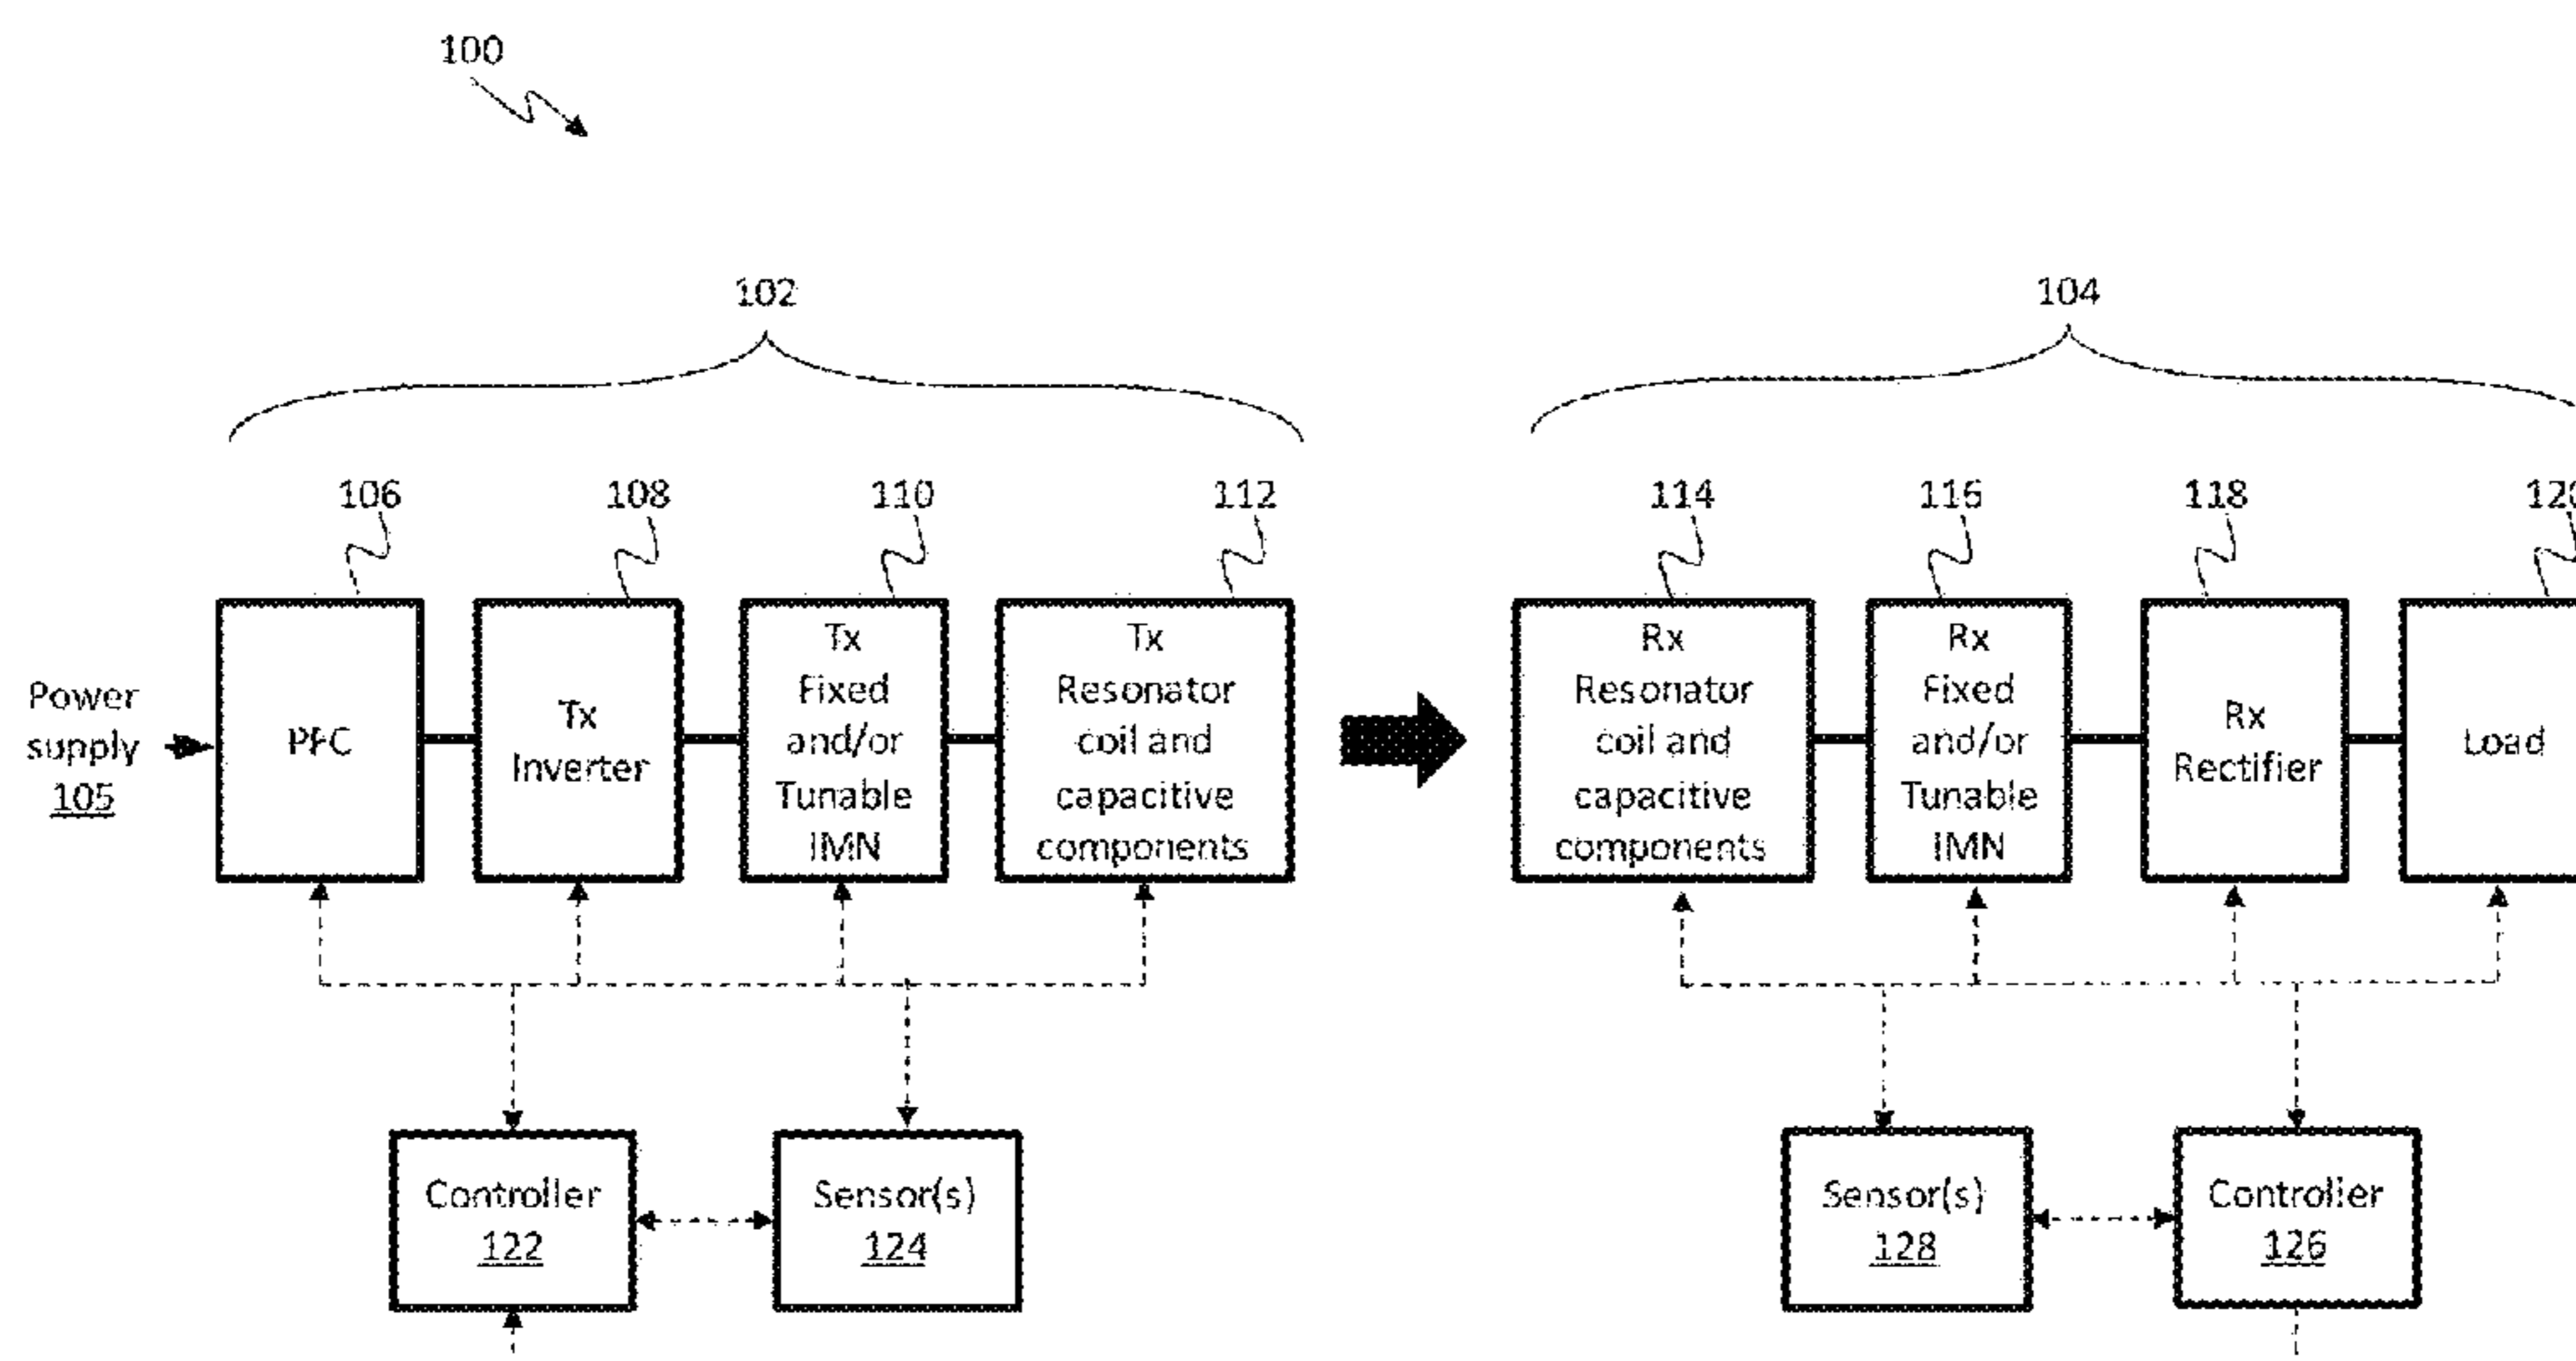 100
102
104
106
108
110
112
114
116
118
Power
supply
105
PFC
Tx
Inverter
Tx
Fixed
and/or
Tunable
IMN
Tx
Resonator
coil and
capacitive
components
Rx
Resonator
coil and
capacitive
components
Rx
Fixed
and/or
Tunable
IMN
Rx
Rectifier
Load
Controller
122
Sensor(s)
124
Sensor(s)
128
Controller
126